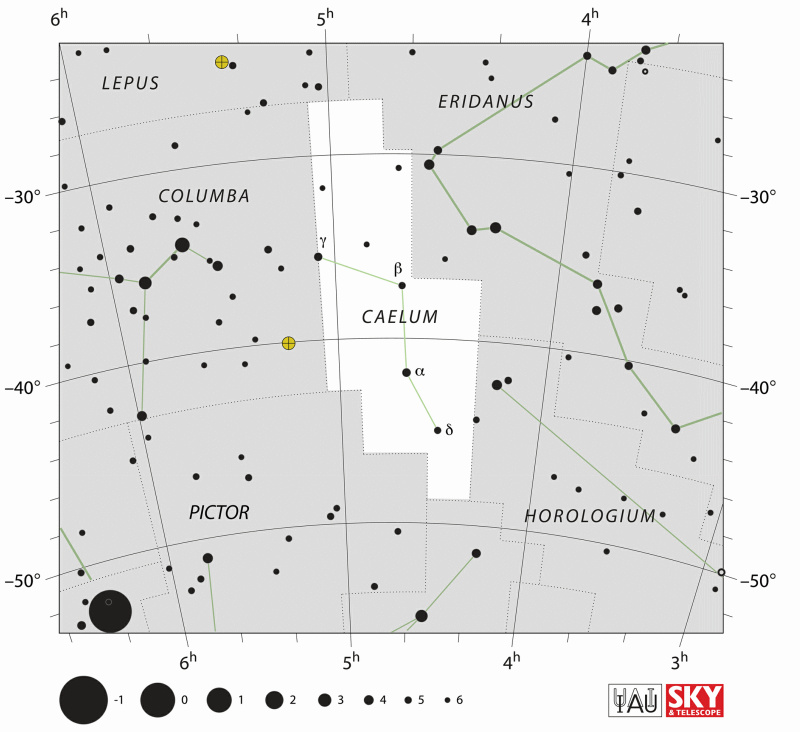 6h 5h 4h
LEPUS
ERIDANUS
–30° COLUMBA –30°
γ
β
CAELUM
–40° –40°
α
δ
PICTOR HOROLOGIUM
–50° –50°
6h 5h 4h 3h
-1 0 1 2 3 4 5 6
IAU
SKY
& TELESCOPE